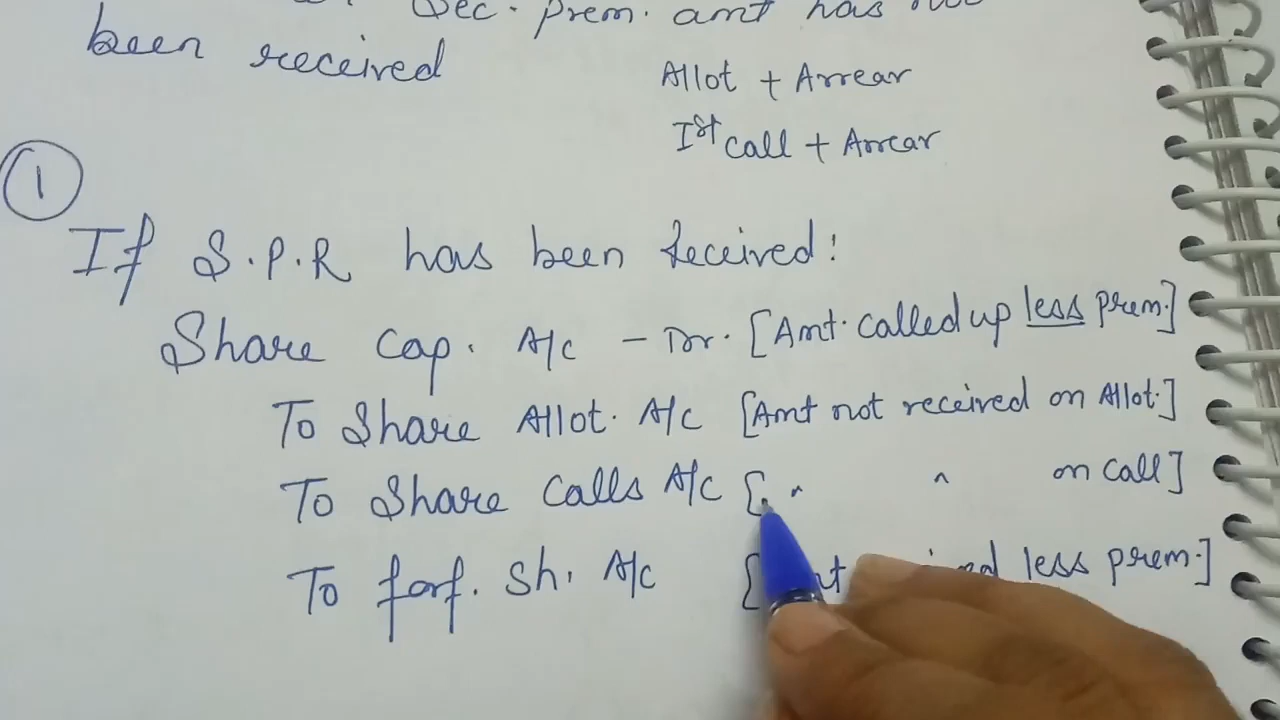 Sec. prem. amt has
been received
Allot + Arrear
Ist call + Arrear
1
If S.P.R has been received:
Share Cap. A/c - Dr. [Amt. called up less prem.]
To Share Allot. A/c [Amt not received on Allot.]
To Share Calls A/c [" " on call]
To forf. Sh. A/c [ less prem.]